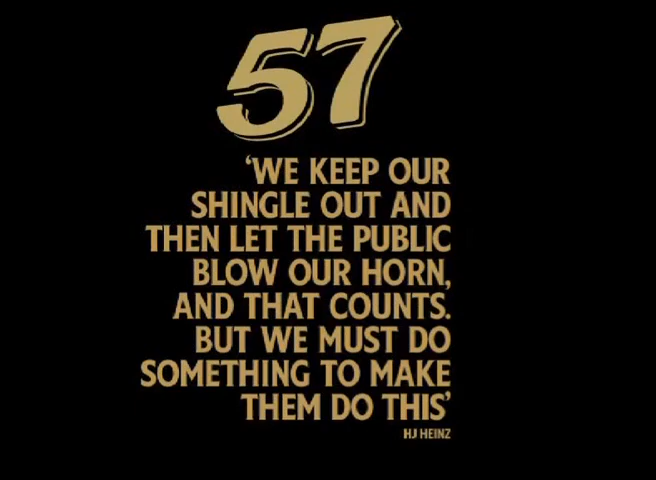 57
‘WE KEEP OUR
SHINGLE OUT AND
THEN LET THE PUBLIC
BLOW OUR HORN,
AND THAT COUNTS.
BUT WE MUST DO
SOMETHING TO MAKE
THEM DO THIS’
HJ HEINZ